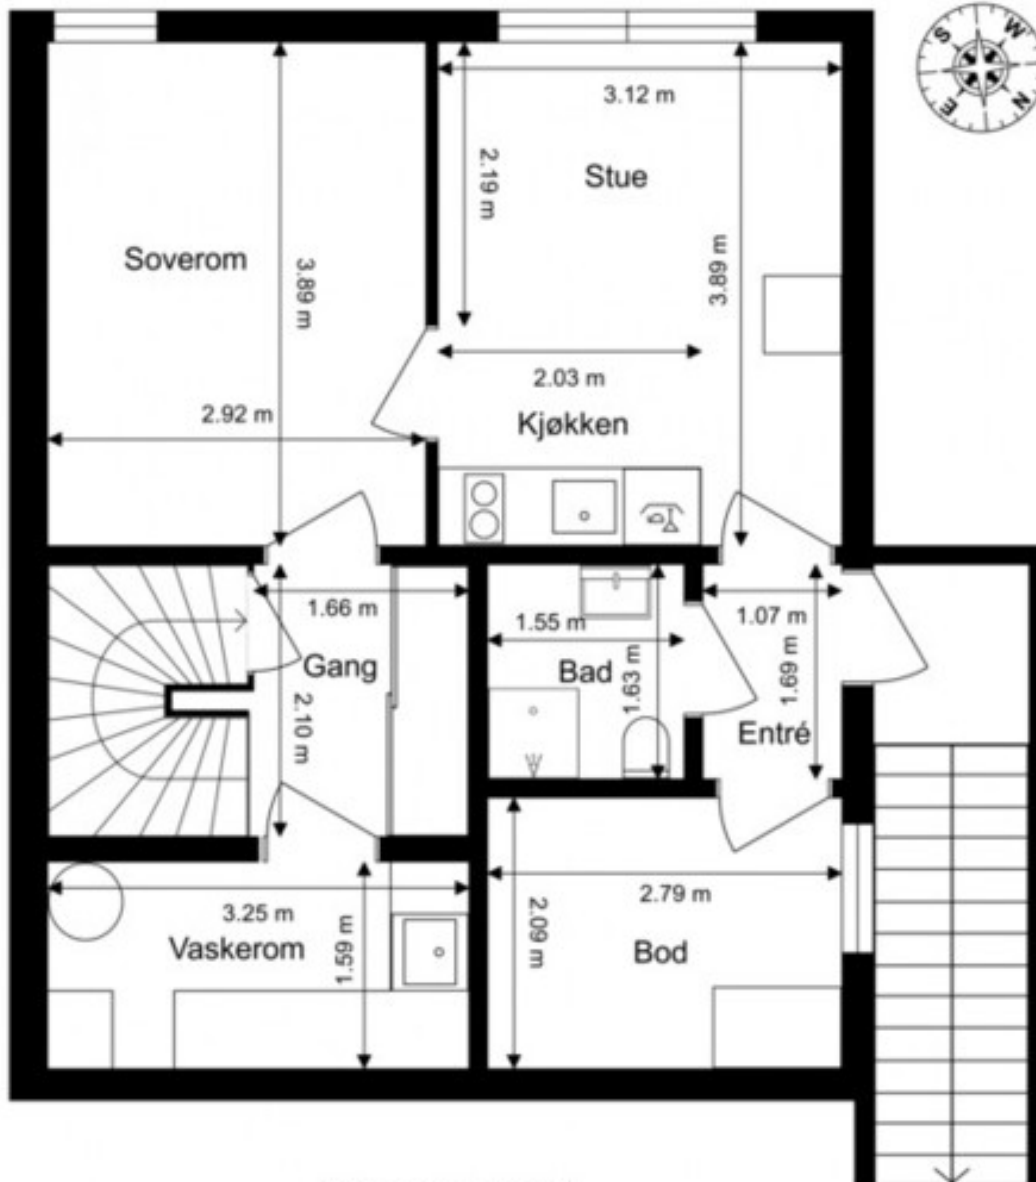 S
W
E
N
3.12 m
2.19 m
Stue
Soverom
3.89 m
3.89 m
2.03 m
2.92 m
Kjøkken
1.66 m
1.55 m
1.07 m
Gang
Bad
1.63 m
1.69 m
2.10 m
Entré
3.25 m
2.79 m
2.09 m
1.59 m
Vaskerom
Bod